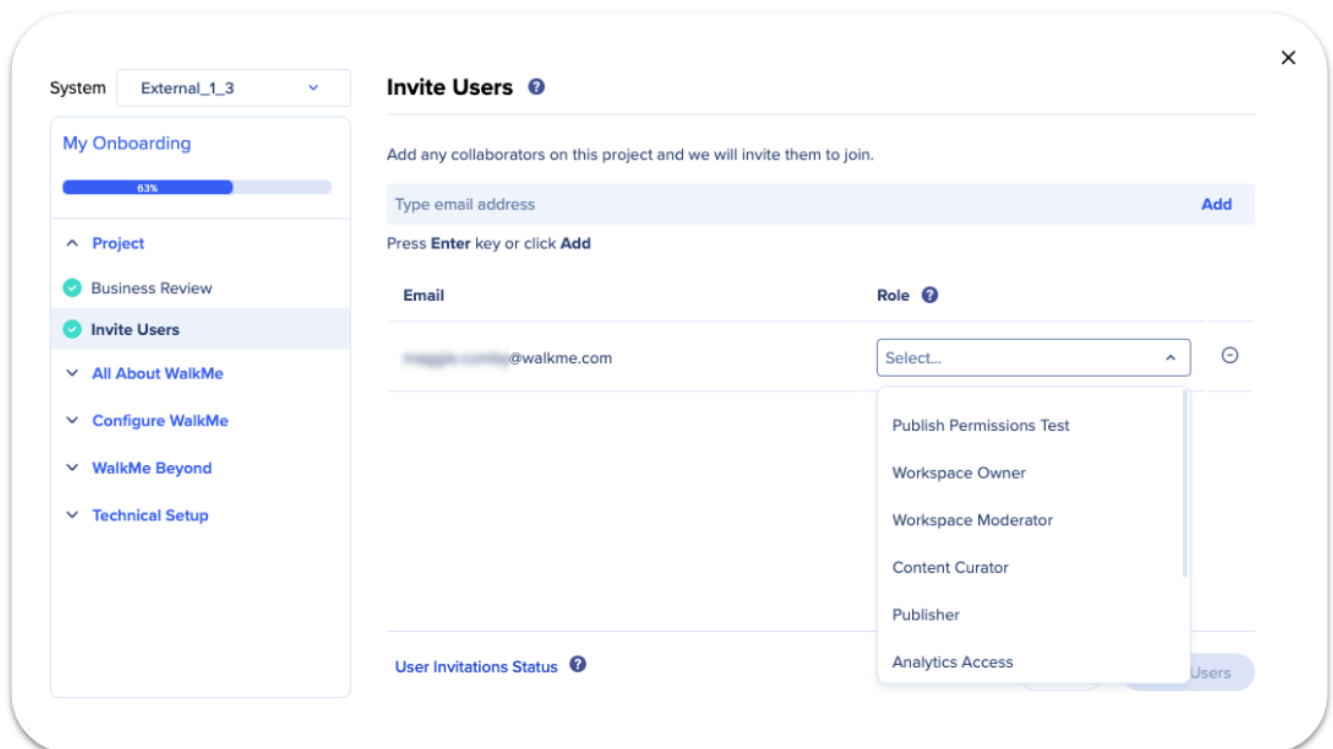 System External_1_3
My Onboarding
63%
Project
Business Review
Invite Users
All About WalkMe
Configure WalkMe
WalkMe Beyond
Technical Setup
Invite Users ?
Add any collaborators on this project and we will invite them to join.
Type email address Add
Press Enter key or click Add
Email Role ?
@walkme.com Select...
Publish Permissions Test
Workspace Owner
Workspace Moderator
Content Curator
Publisher
Analytics Access
User Invitations Status ?
Users